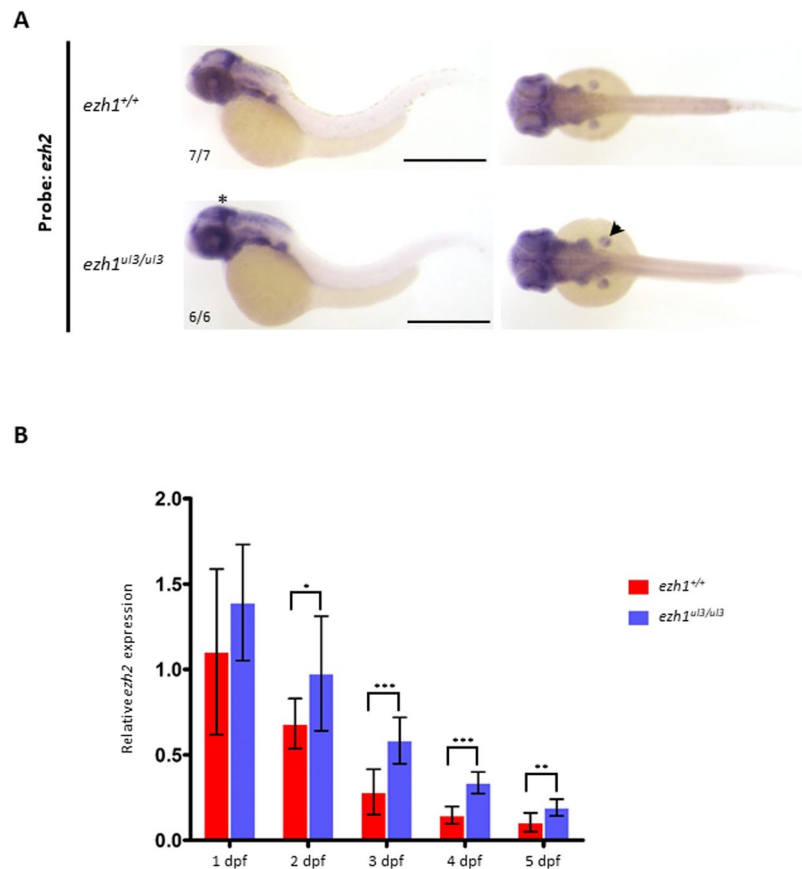 A
Probe: ezh2
ezh1+/+
7/7
*
ezh1ul3/ul3
6/6
B
Relative ezh2 expression
2.0
1.5
1.0
0.5
0.0
*
***
***
**
1 dpf
2 dpf
3 dpf
4 dpf
5 dpf
ezh1+/+
ezh1ul3/ul3